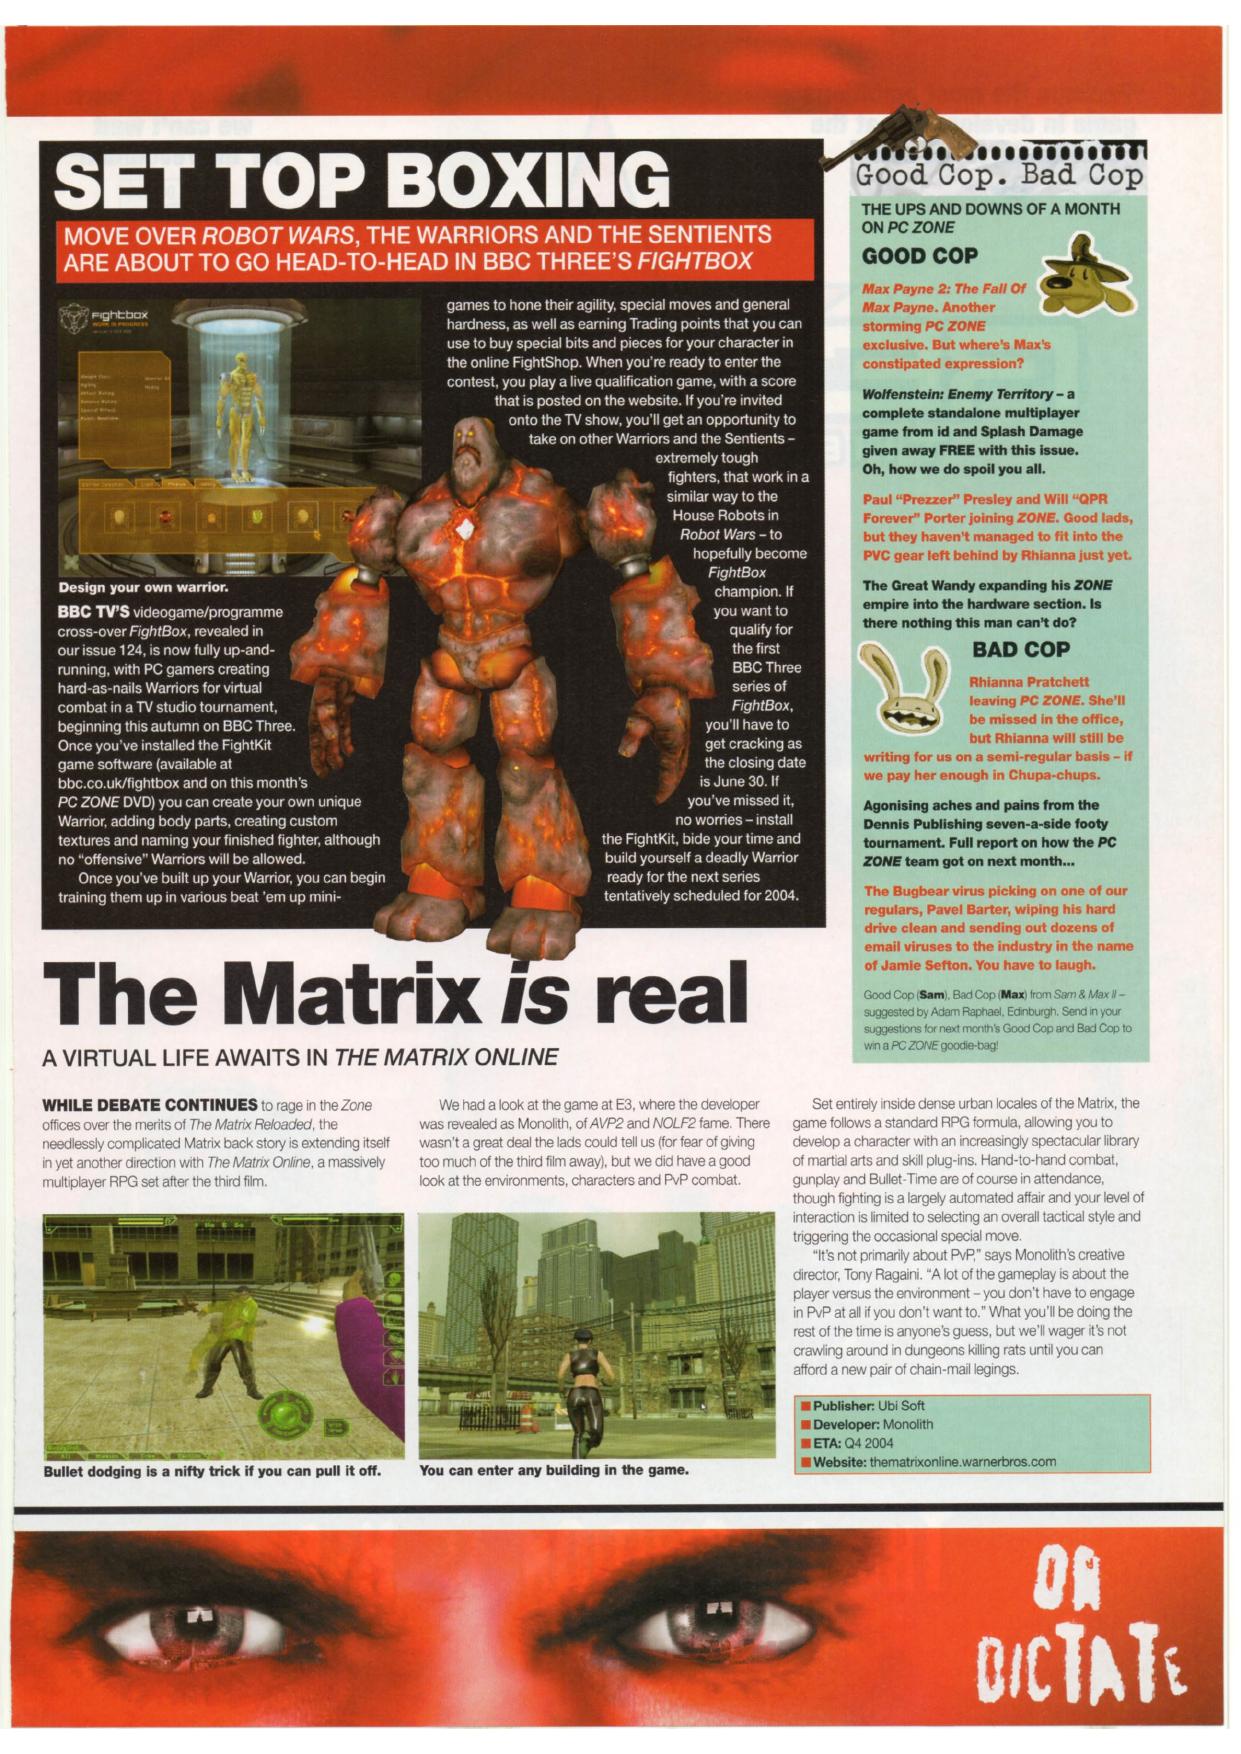 SET TOP BOXING
MOVE OVER ROBOT WARS, THE WARRIORS AND THE SENTIENTS
ARE ABOUT TO GO HEAD-TO-HEAD IN BBC THREE'S FIGHTBOX
Fightbox
WORK IN PROGRESS
Design your own warrior.
BBC TV'S videogame/programme
cross-over FightBox, revealed in
our issue 124, is now fully up-and-
running, with PC gamers creating
hard-as-nails Warriors for virtual
combat in a TV studio tournament,
beginning this autumn on BBC Three.
Once you've installed the FightKit
game software (available at
bbc.co.uk/fightbox and on this month's
PC ZONE DVD) you can create your own unique
Warrior, adding body parts, creating custom
textures and naming your finished fighter, although
no "offensive" Warriors will be allowed.
Once you've built up your Warrior, you can begin
training them up in various beat 'em up mini-
games to hone their agility, special moves and general
hardness, as well as earning Trading points that you can
use to buy special bits and pieces for your character in
the online FightShop. When you're ready to enter the
contest, you play a live qualification game, with a score
that is posted on the website. If you're invited
onto the TV show, you'll get an opportunity to
take on other Warriors and the Sentients –
extremely tough
fighters, that work in a
similar way to the
House Robots in
Robot Wars – to
hopefully become
FightBox
champion. If
you want to
qualify for
the first
BBC Three
series of
FightBox,
you'll have to
get cracking as
the closing date
is June 30. If
you've missed it,
no worries – install
the FightKit, bide your time and
build yourself a deadly Warrior
ready for the next series
tentatively scheduled for 2004.
Good Cop. Bad Cop
THE UPS AND DOWNS OF A MONTH
ON PC ZONE
GOOD COP
Max Payne 2: The Fall Of
Max Payne. Another
storming PC ZONE
exclusive. But where's Max's
constipated expression?
Wolfenstein: Enemy Territory – a
complete standalone multiplayer
game from id and Splash Damage
given away FREE with this issue.
Oh, how we do spoil you all.
Paul "Prezzer" Presley and Will "QPR
Forever" Porter joining ZONE. Good lads,
but they haven't managed to fit into the
PVC gear left behind by Rhianna just yet.
The Great Wandy expanding his ZONE
empire into the hardware section. Is
there nothing this man can't do?
BAD COP
Rhianna Pratchett
leaving PC ZONE. She'll
be missed in the office,
but Rhianna will still be
writing for us on a semi-regular basis – if
we pay her enough in Chupa-chups.
Agonising aches and pains from the
Dennis Publishing seven-a-side footy
tournament. Full report on how the PC
ZONE team got on next month...
The Bugbear virus picking on one of our
regulars, Pavel Barter, wiping his hard
drive clean and sending out dozens of
email viruses to the industry in the name
of Jamie Sefton. You have to laugh.
Good Cop (Sam), Bad Cop (Max) from Sam & Max II –
suggested by Adam Raphael, Edinburgh. Send in your
suggestions for next month's Good Cop and Bad Cop to
win a PC ZONE goodie-bag!
The Matrix is real
A VIRTUAL LIFE AWAITS IN THE MATRIX ONLINE
WHILE DEBATE CONTINUES to rage in the Zone
offices over the merits of The Matrix Reloaded, the
needlessly complicated Matrix back story is extending itself
in yet another direction with The Matrix Online, a massively
multiplayer RPG set after the third film.
We had a look at the game at E3, where the developer
was revealed as Monolith, of AVP2 and NOLF2 fame. There
wasn't a great deal the lads could tell us (for fear of giving
too much of the third film away), but we did have a good
look at the environments, characters and PvP combat.
Set entirely inside dense urban locales of the Matrix, the
game follows a standard RPG formula, allowing you to
develop a character with an increasingly spectacular library
of martial arts and skill plug-ins. Hand-to-hand combat,
gunplay and Bullet-Time are of course in attendance,
though fighting is a largely automated affair and your level of
interaction is limited to selecting an overall tactical style and
triggering the occasional special move.
"It's not primarily about PvP," says Monolith's creative
director, Tony Ragaini. "A lot of the gameplay is about the
player versus the environment – you don't have to engage
in PvP at all if you don't want to." What you'll be doing the
rest of the time is anyone's guess, but we'll wager it's not
crawling around in dungeons killing rats until you can
afford a new pair of chain-mail legings.
Bullet dodging is a nifty trick if you can pull it off.
You can enter any building in the game.
Publisher: Ubi Soft
Developer: Monolith
ETA: Q4 2004
Website: thematrixonline.warnerbros.com
OR
DICTATE